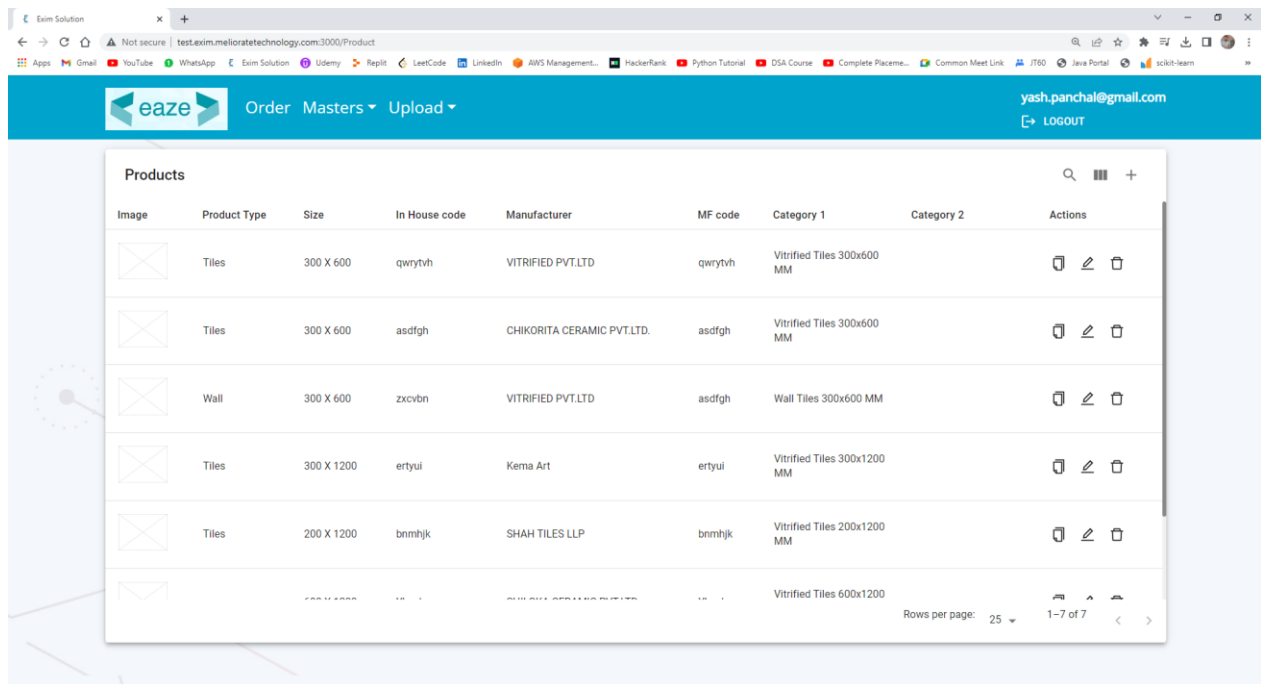 Exim Solution
Not secure | test.exim.melioratetechnology.com:3000/Product
Apps Gmail YouTube WhatsApp Exim Solution Udemy Replit LeetCode LinkedIn AWS Management... HackerRank Python Tutorial DSA Course Complete Placeme... Common Meet Link JT60 Java Portal scikit-learn »
eaze Order Masters Upload yash.panchal@gmail.com
LOGOUT
Products
Image Product Type Size In House code Manufacturer MF code Category 1 Category 2 Actions
Tiles 300 X 600 qwrytvh VITRIFIED PVT.LTD qwrytvh Vitrified Tiles 300x600
MM
Tiles 300 X 600 asdfgh CHIKORITA CERAMIC PVT.LTD. asdfgh Vitrified Tiles 300x600
MM
Wall 300 X 600 zxcvbn VITRIFIED PVT.LTD asdfgh Wall Tiles 300x600 MM
Tiles 300 X 1200 ertyui Kema Art ertyui Vitrified Tiles 300x1200
MM
Tiles 200 X 1200 bnmhjk SHAH TILES LLP bnmhjk Vitrified Tiles 200x1200
MM
Vitrified Tiles 600x1200
Rows per page: 25 1–7 of 7